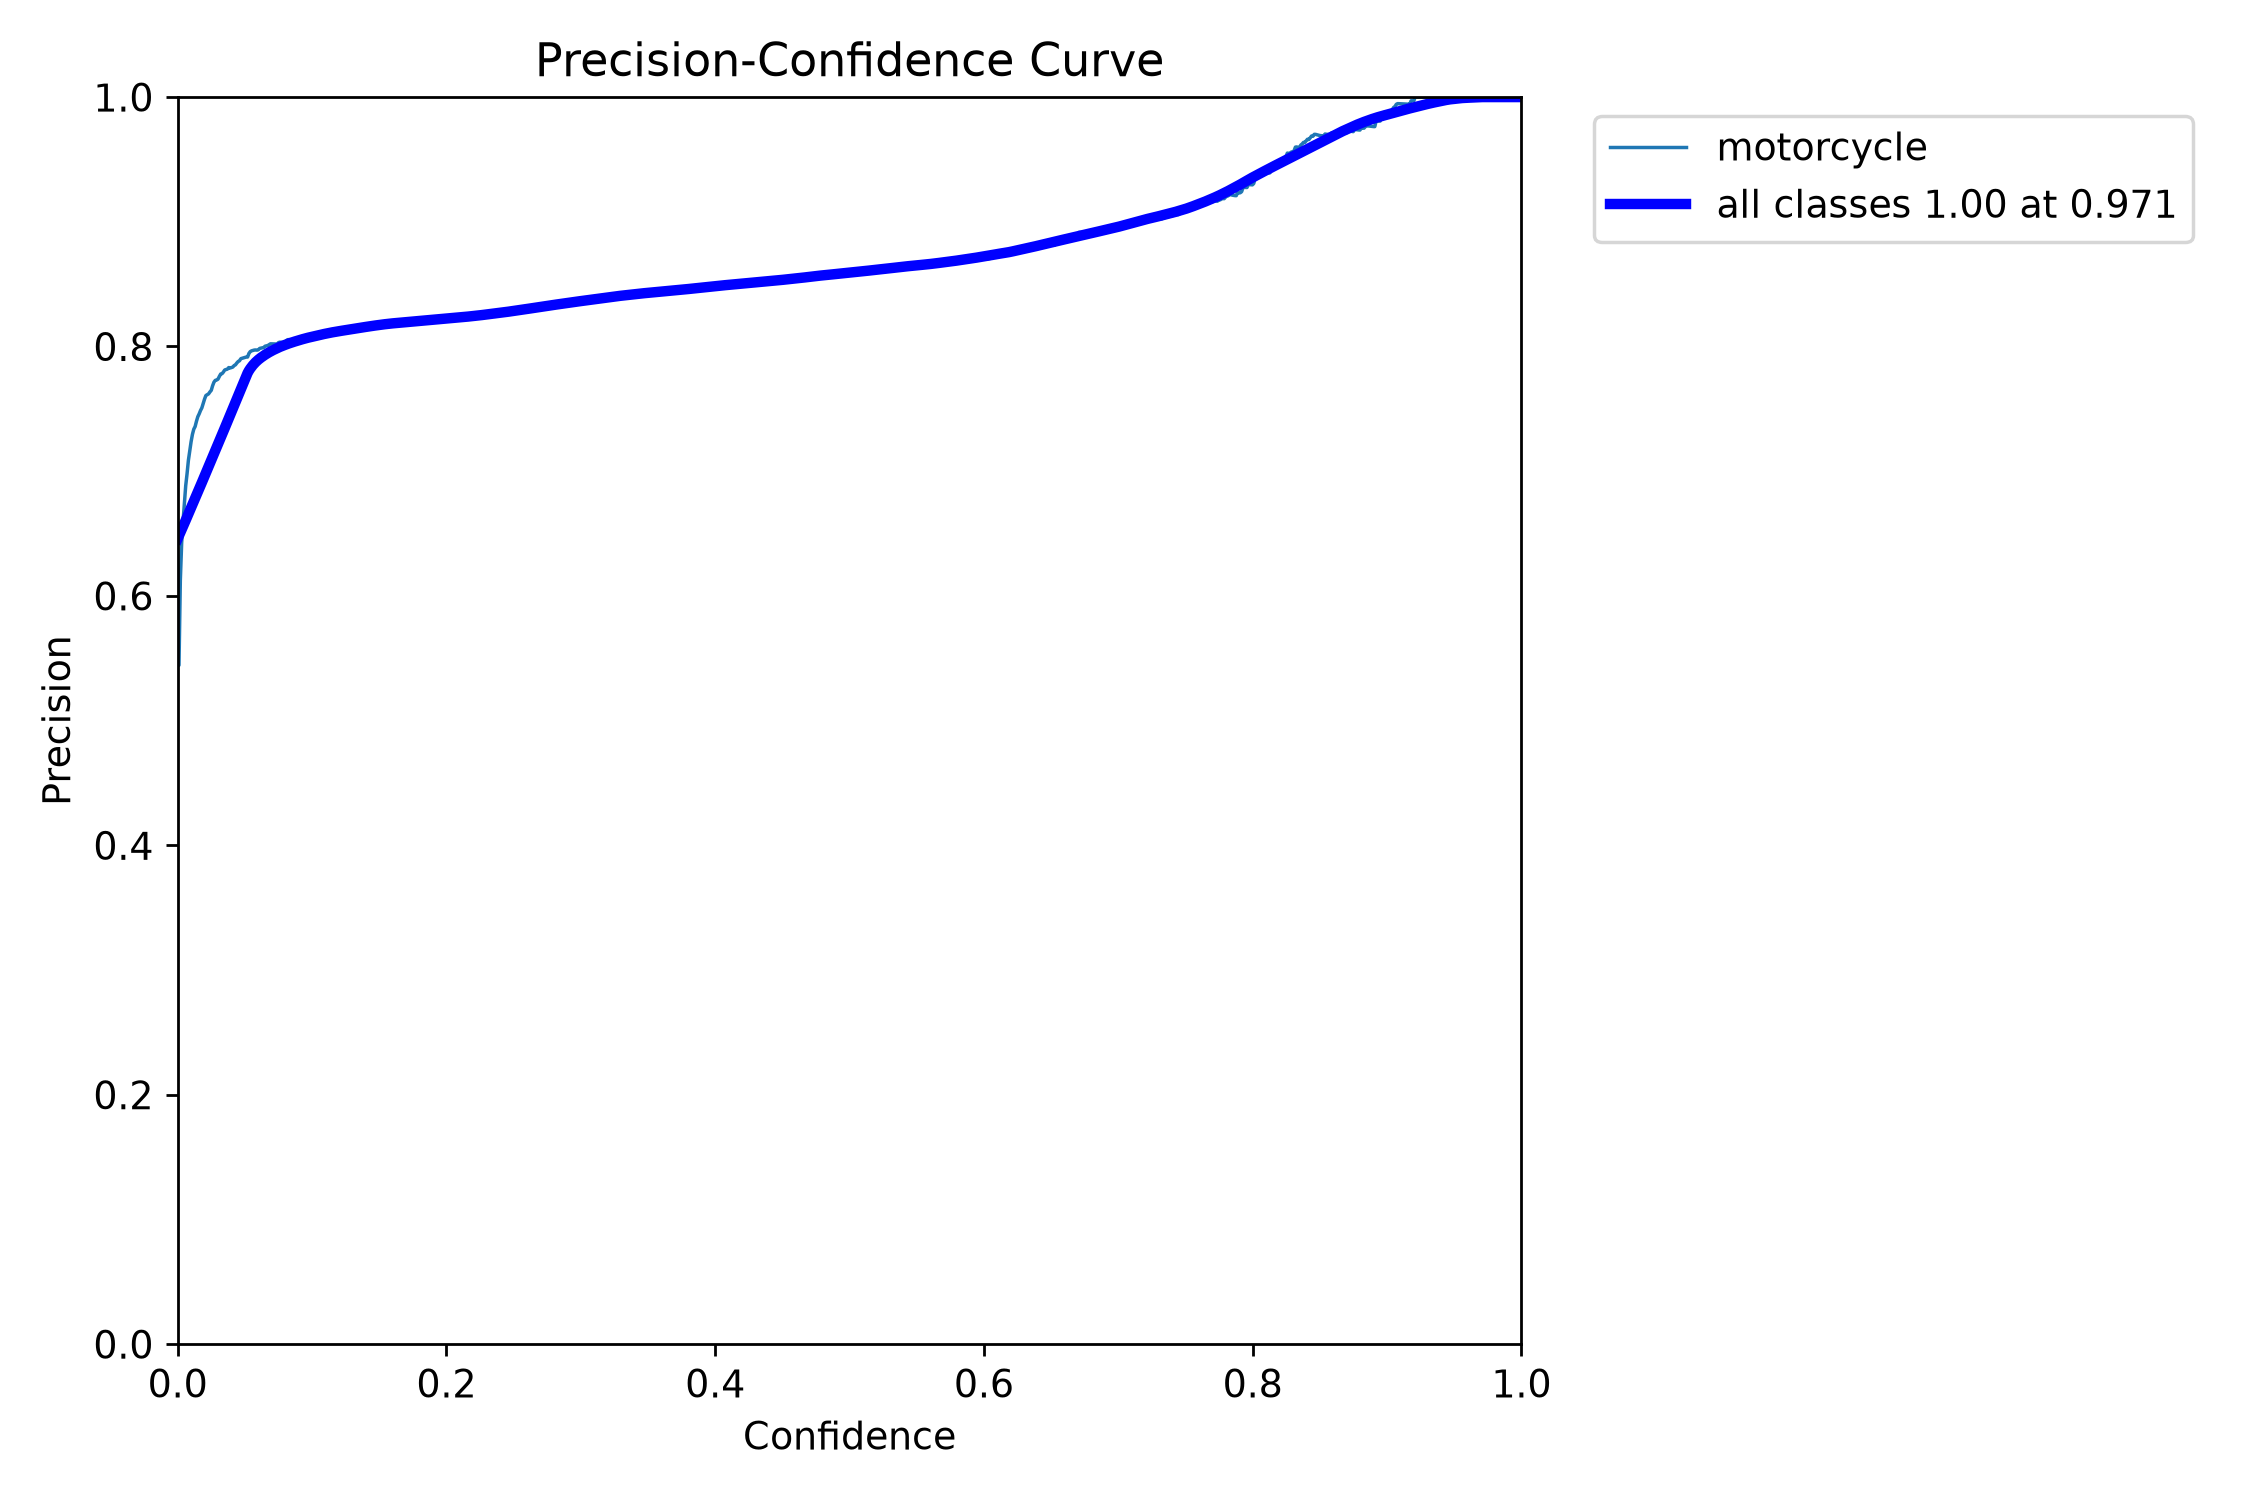 Precision-Confidence Curve
1.0
0.8
0.6
0.4
0.2
0.0
Precision
0.0 0.2 0.4 0.6 0.8 1.0
Confidence
motorcycle
all classes 1.00 at 0.971